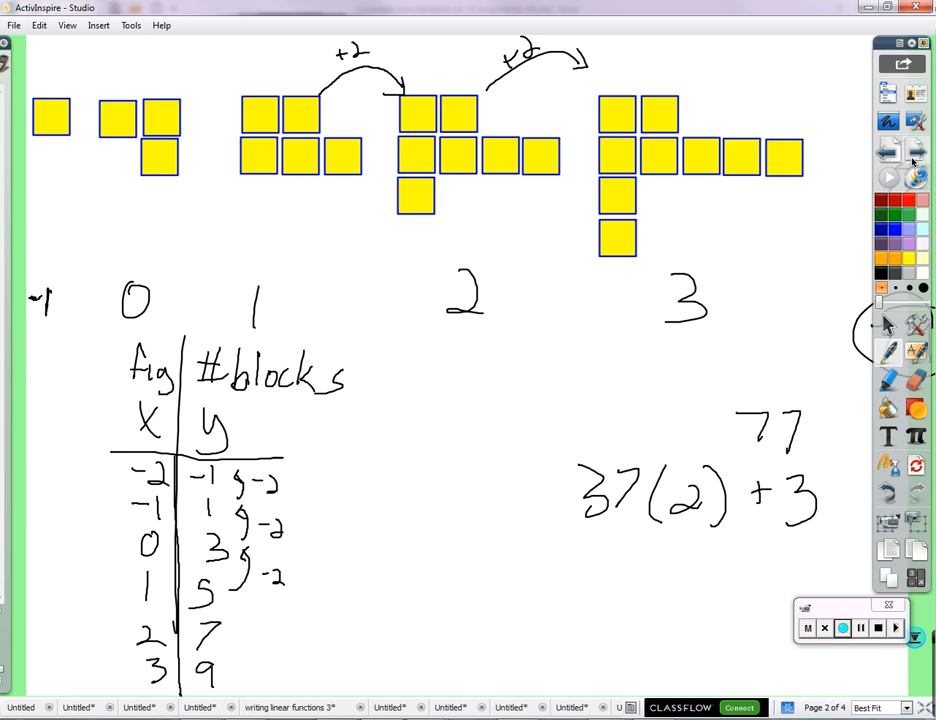 ActivInspire - Studio
File Edit View Insert Tools Help
+2 +2
-1 0 1 2 3
fig #blocks
x y
-2 -1 -2
-1 1 -2
0 3 -2
1 5
2 7
3 9
77
37(2) + 3
M
Untitled Untitled* Untitled* Untitled* writing linear functions 3* Untitled* Untitled* Untitled* Untitled* U CLASSFLOW Connect Page 2 of 4 Best Fit